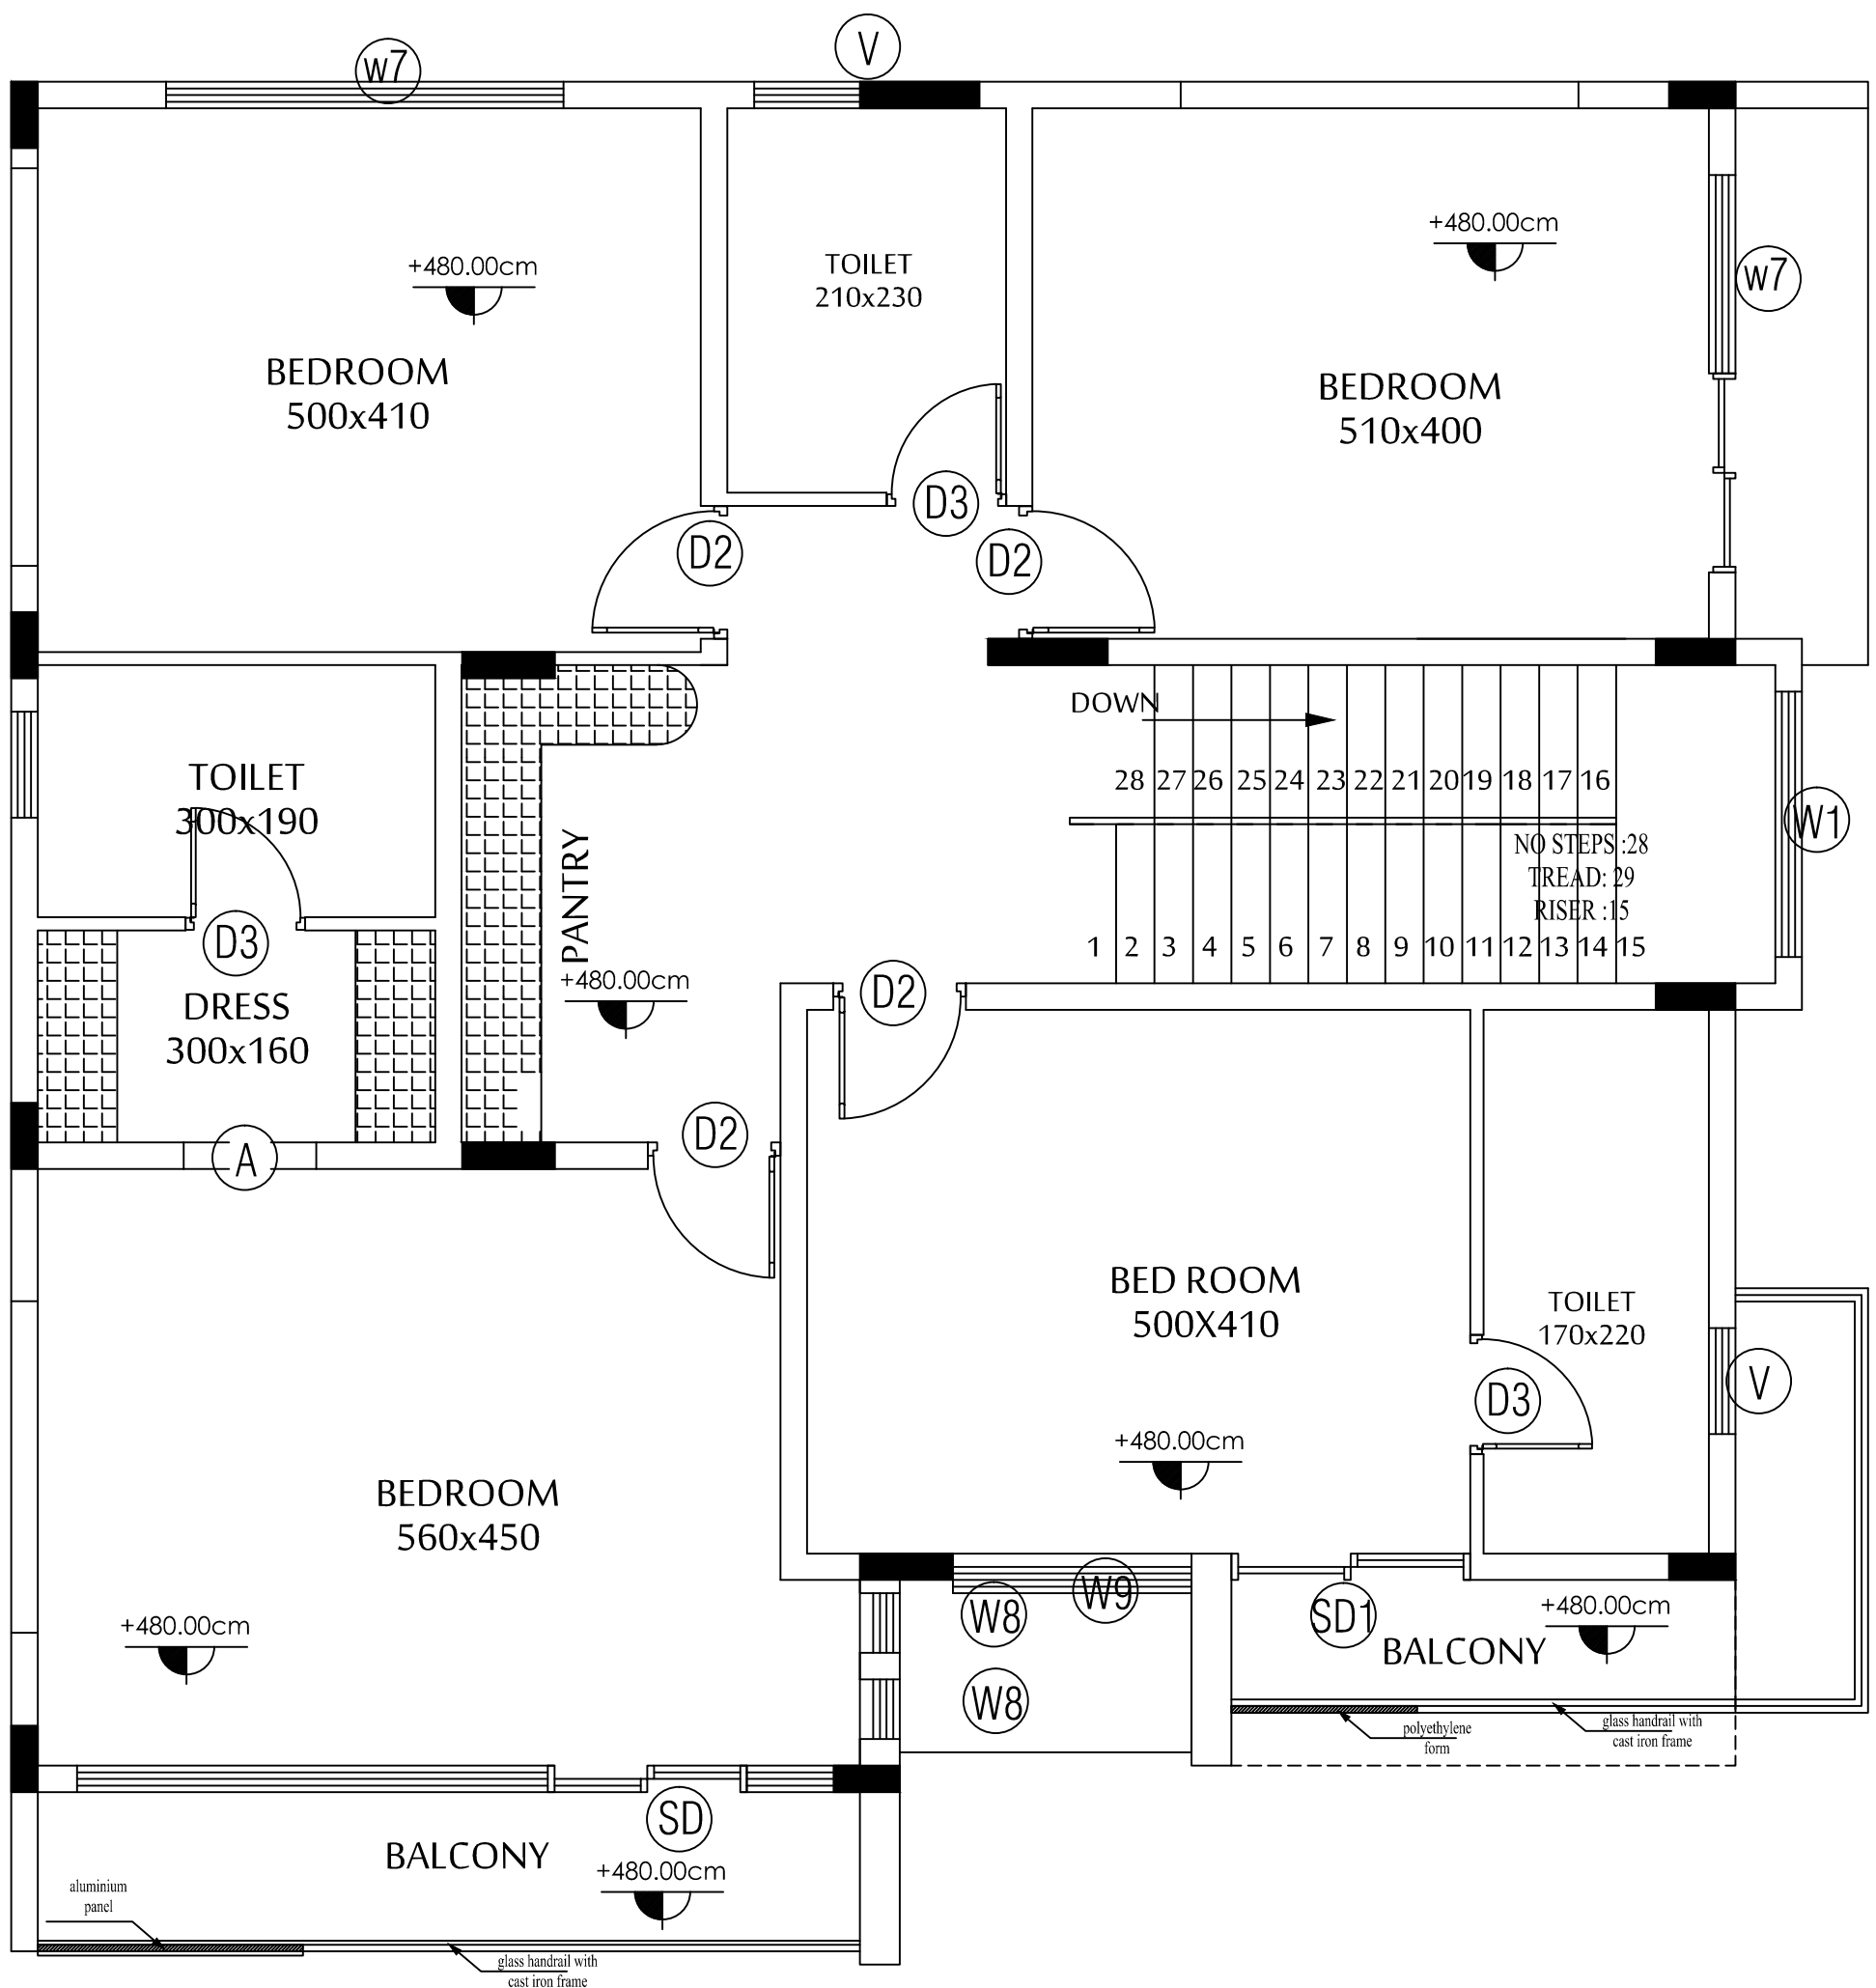 V
w7
+480.00cm
+480.00cm
TOILET
210x230
w7
BEDROOM
500x410
BEDROOM
510x400
D3
D2
D2
DOWN
TOILET
300x190
28 27 26 25 24 23 22 21 20 19 18 17 16
W1
NO STEPS :28
TREAD: 29
RISER :15
PANTRY
D3
1 2 3 4 5 6 7 8 9 10 11 12 13 14 15
+480.00cm
D2
DRESS
300x160
D2
A
BED ROOM
500X410
TOILET
170x220
V
D3
+480.00cm
BEDROOM
560x450
W9
W8
SD1
+480.00cm
+480.00cm
BALCONY
W8
polyethylene
form
glass handrail with
cast iron frame
SD
BALCONY
+480.00cm
aluminium
panel
glass handrail with
cast iron frame